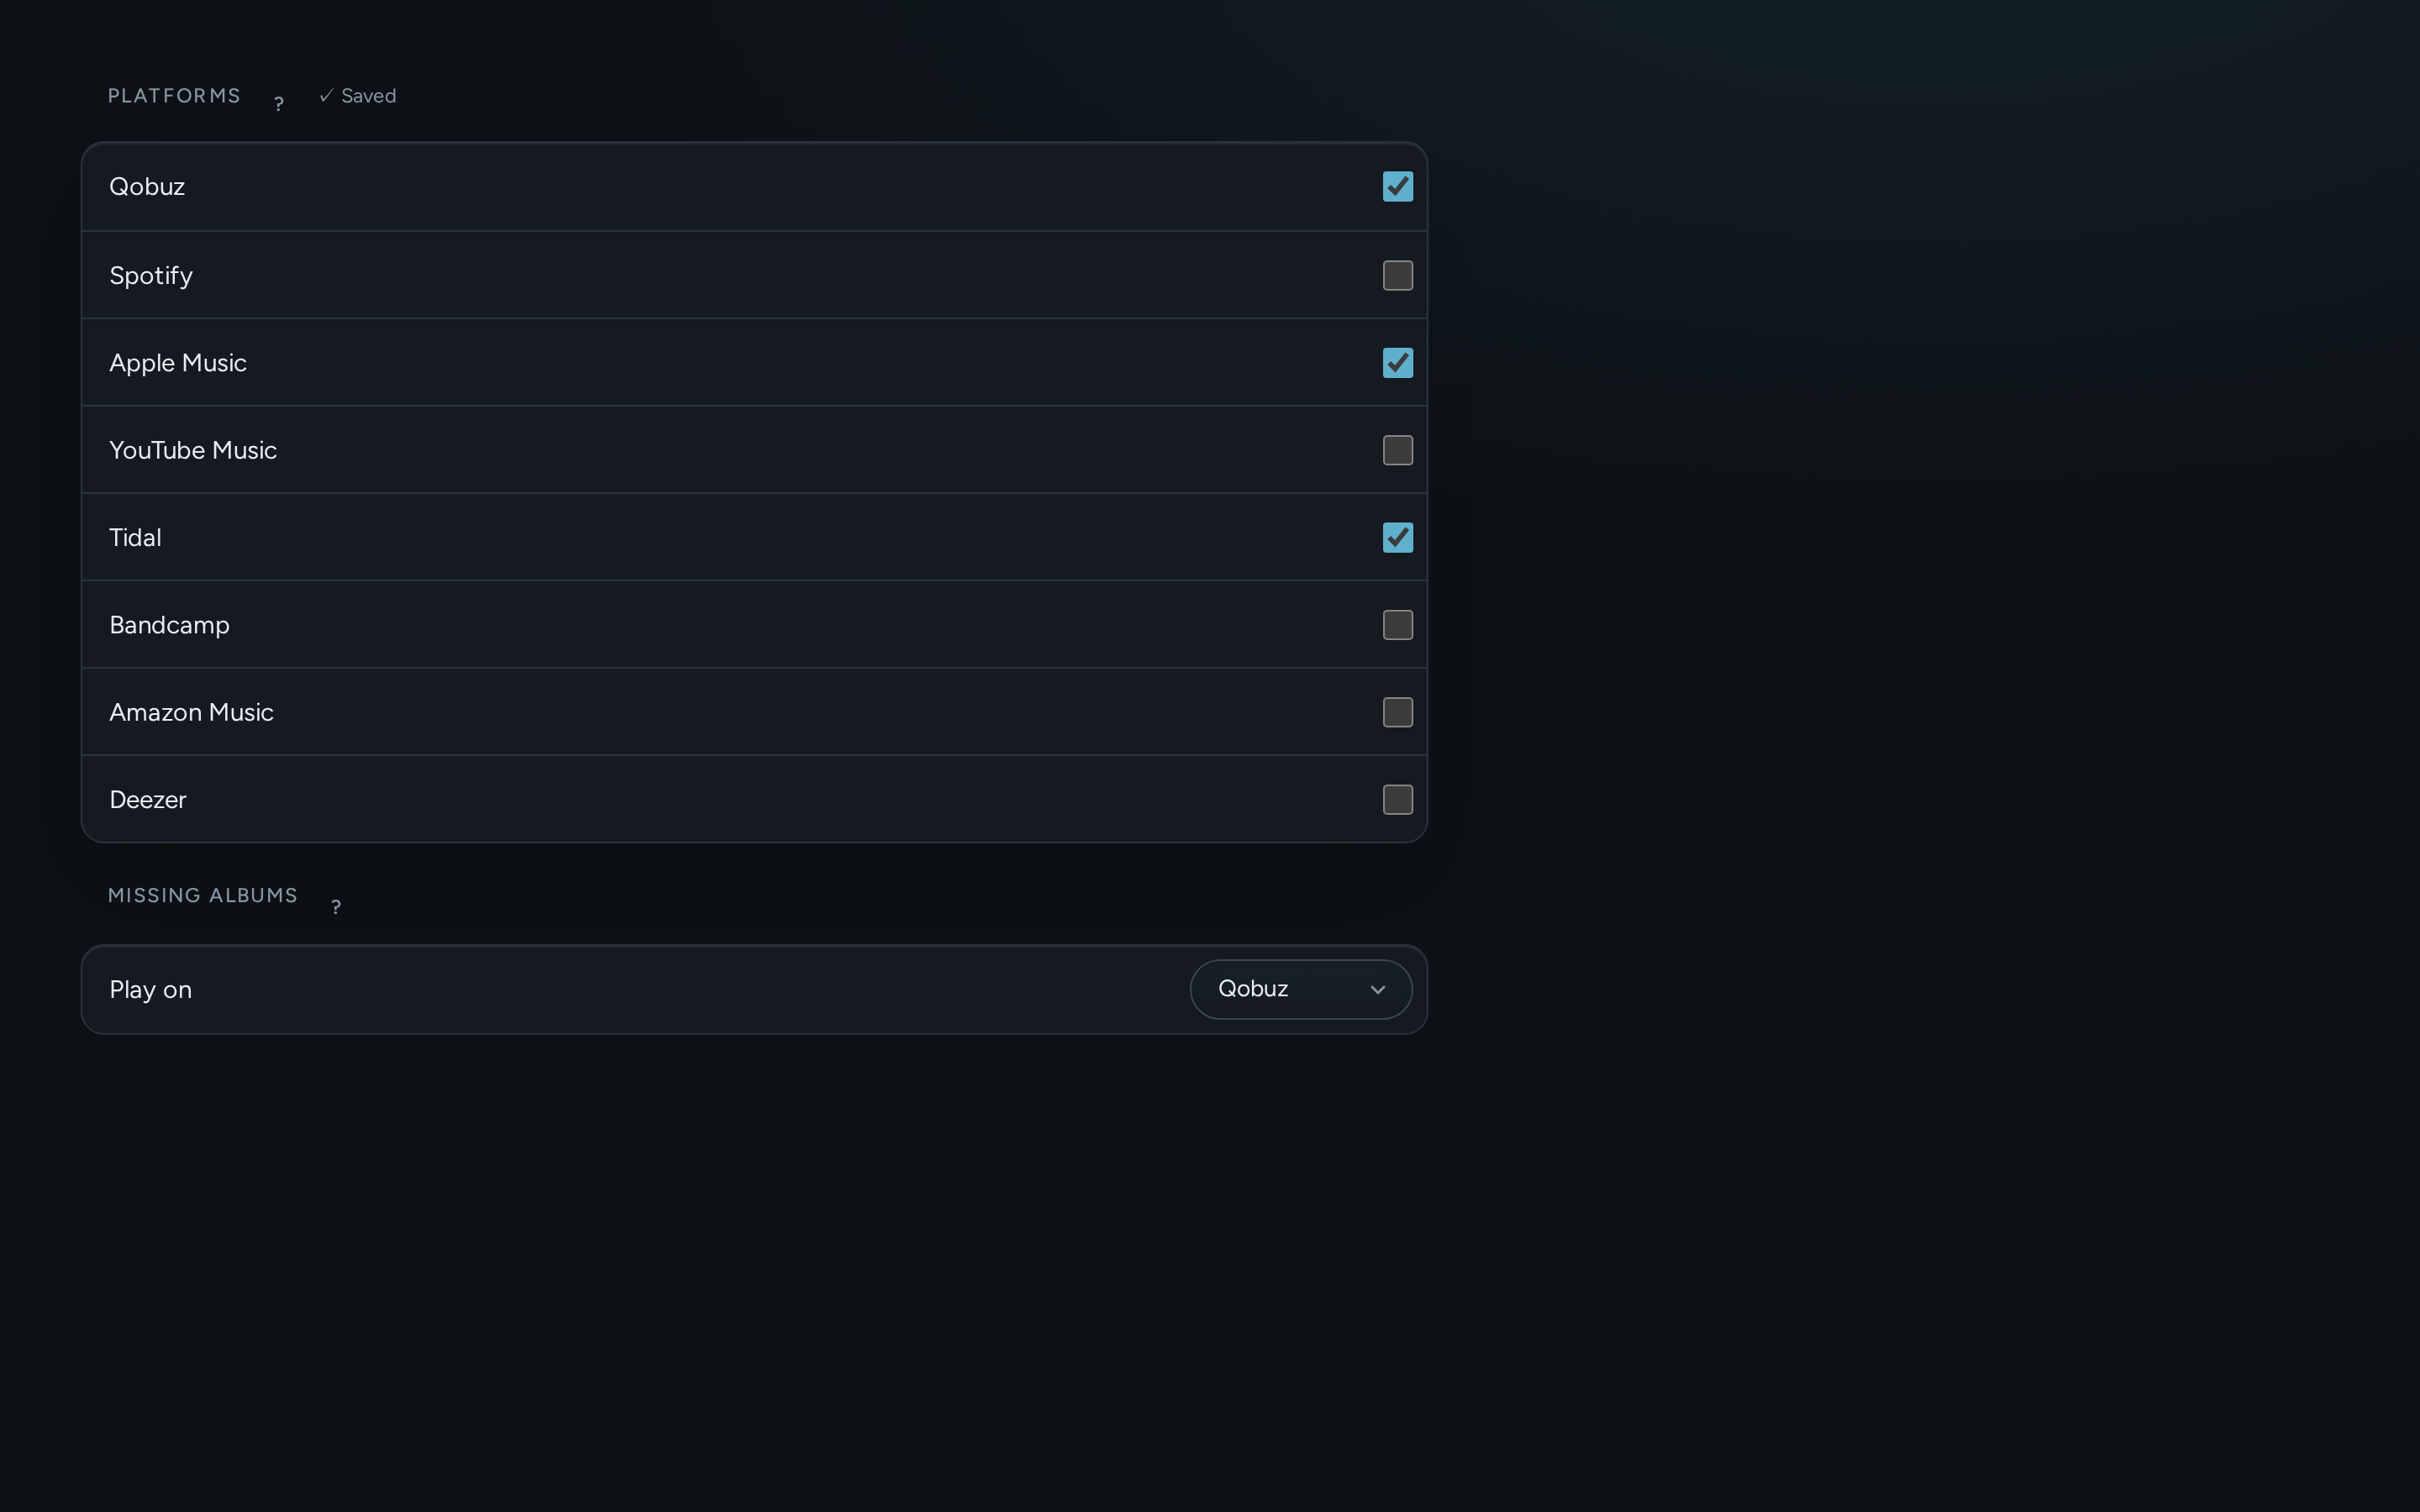 PLATFORMS ? ✓ Saved
Qobuz
Spotify
Apple Music
YouTube Music
Tidal
Bandcamp
Amazon Music
Deezer
MISSING ALBUMS ?
Play on Qobuz